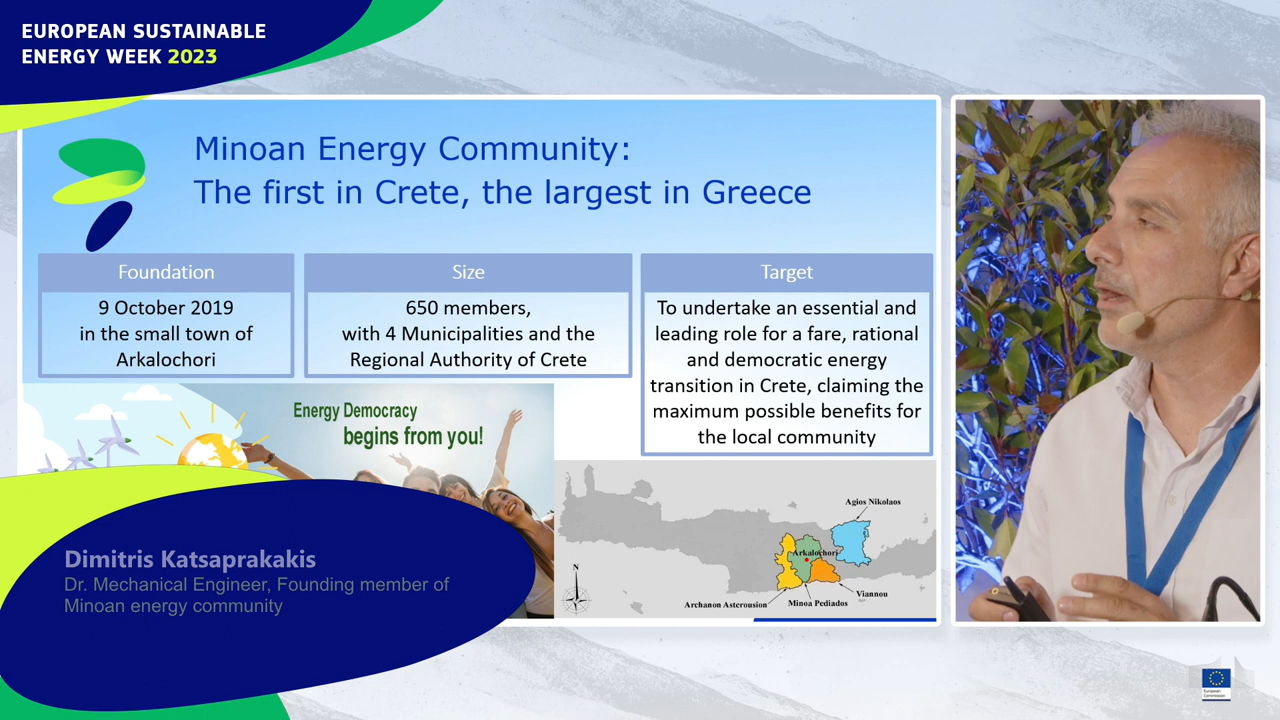 EUROPEAN SUSTAINABLE
ENERGY WEEK 2023
Minoan Energy Community:
The first in Crete, the largest in Greece
Foundation
9 October 2019
in the small town of
Arkalochori
Size
650 members,
with 4 Municipalities and the
Regional Authority of Crete
Target
To undertake an essential and
leading role for a fare, rational
and democratic energy
transition in Crete, claiming the
maximum possible benefits for
the local community
Energy Democracy
begins from you!
Agios Nikolaos
Arkalochori
Viannou
Minoa Pediados
Archanon Asterousion
N
Dimitris Katsaprakakis
Dr. Mechanical Engineer, Founding member of
Minoan energy community
European
Commission